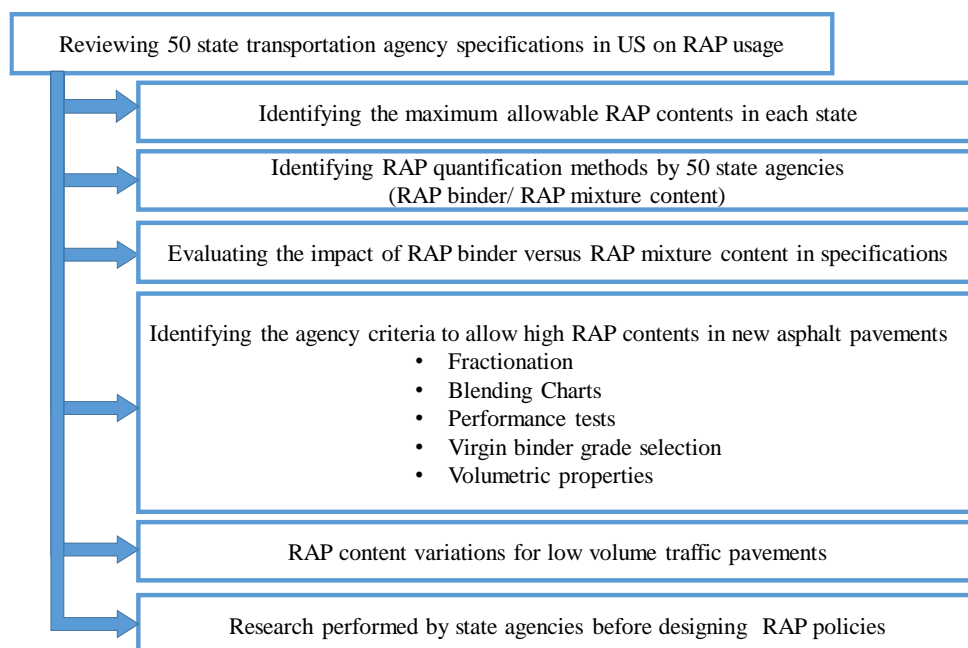 Reviewing 50 state transportation agency specifications in US on RAP usage
Identifying the maximum allowable RAP contents in each state
Identifying RAP quantification methods by 50 state agencies
(RAP binder/ RAP mixture content)
Evaluating the impact of RAP binder versus RAP mixture content in specifications
Identifying the agency criteria to allow high RAP contents in new asphalt pavements
• Fractionation
• Blending Charts
• Performance tests
• Virgin binder grade selection
• Volumetric properties
RAP content variations for low volume traffic pavements
Research performed by state agencies before designing RAP policies